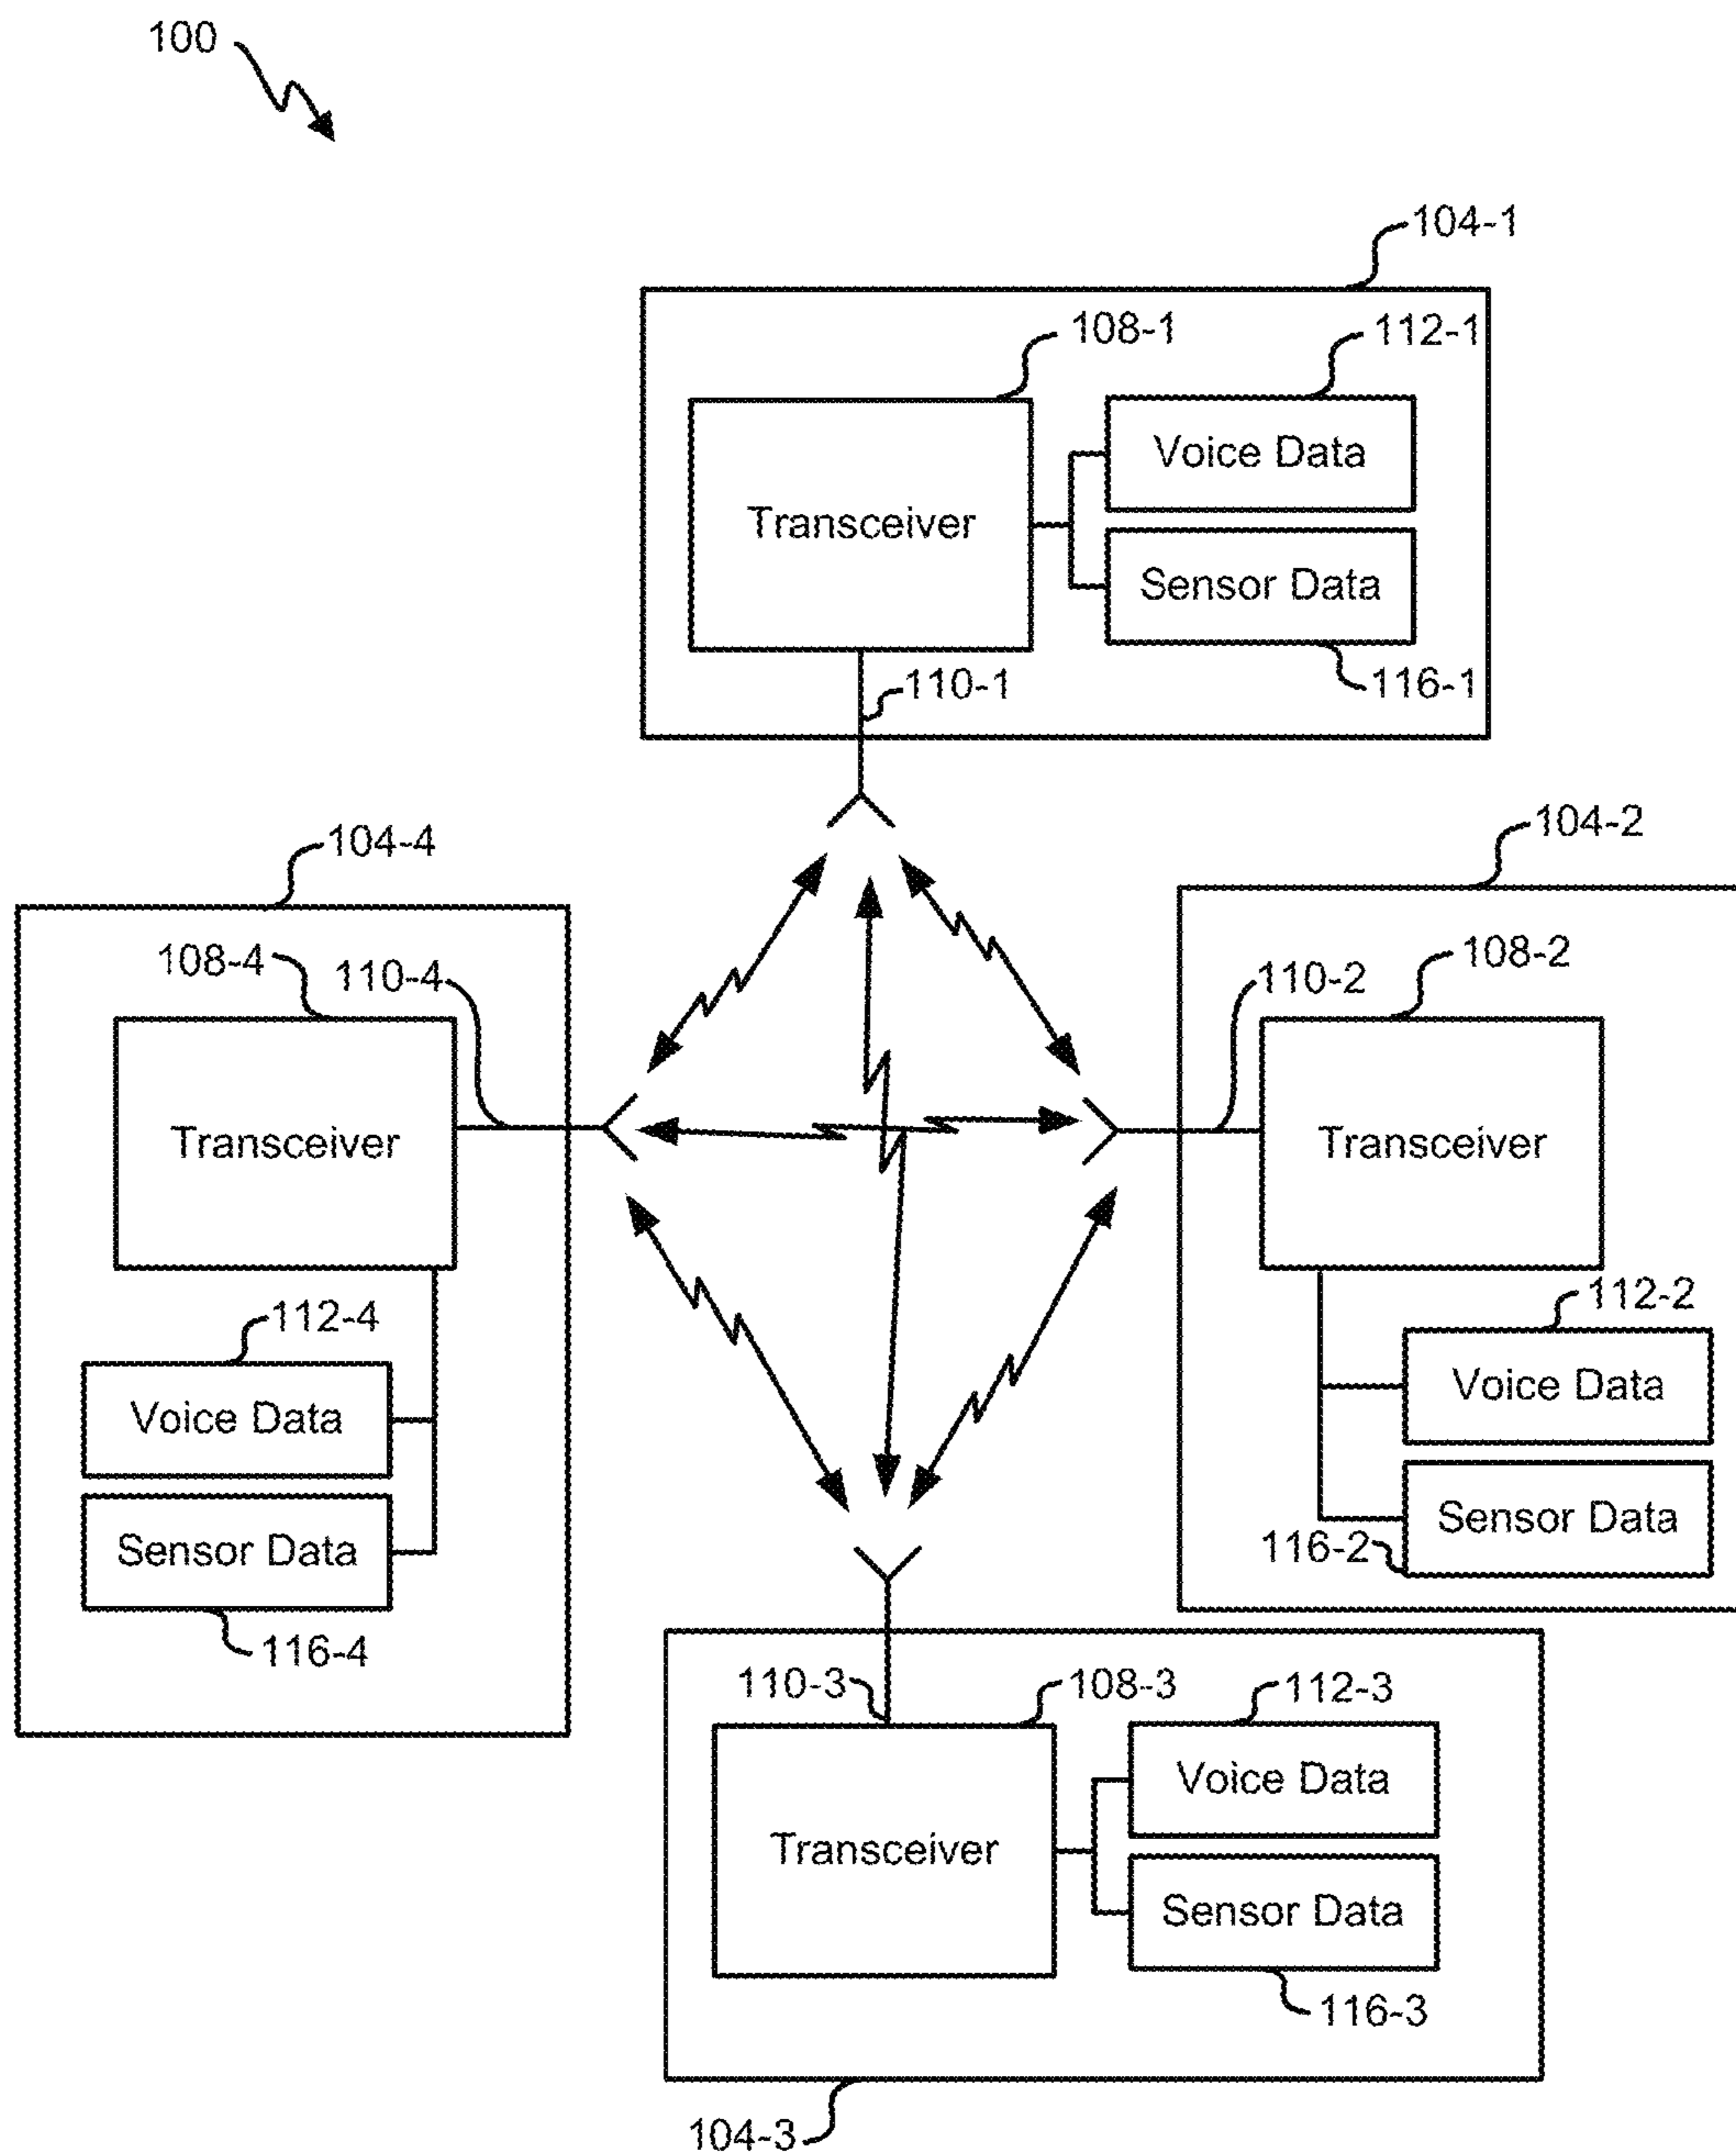 100
104-1
108-1
112-1
Voice Data
Transceiver
Sensor Data
110-1
116-1
104-4
104-2
108-4
110-4
110-2
108-2
Transceiver
Transceiver
112-4
112-2
Voice Data
Voice Data
Sensor Data
Sensor Data
116-2
116-4
110-3
108-3
112-3
Voice Data
Transceiver
Sensor Data
116-3
104-3